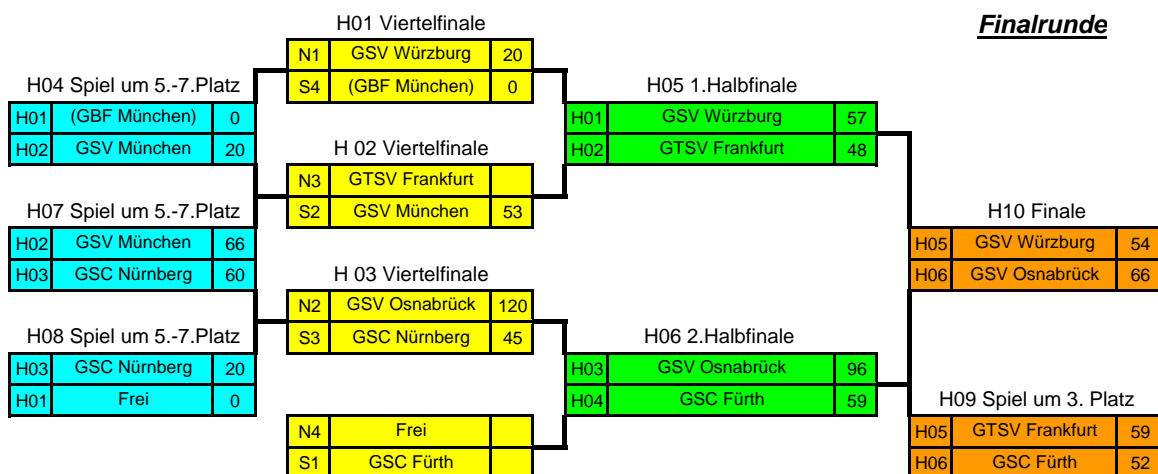 Finalrunde
H01 Viertelfinale
N1 GSV Würzburg 20
S4 (GBF München) 0
H04 Spiel um 5.-7.Platz
H01 (GBF München) 0
H02 GSV München 20
H05 1.Halbfinale
H01 GSV Würzburg 57
H02 GTSV Frankfurt 48
H 02 Viertelfinale
N3 GTSV Frankfurt
S2 GSV München 53
H07 Spiel um 5.-7.Platz
H02 GSV München 66
H03 GSC Nürnberg 60
H10 Finale
H05 GSV Würzburg 54
H06 GSV Osnabrück 66
H 03 Viertelfinale
N2 GSV Osnabrück 120
S3 GSC Nürnberg 45
H08 Spiel um 5.-7.Platz
H03 GSC Nürnberg 20
H01 Frei 0
H06 2.Halbfinale
H03 GSV Osnabrück 96
H04 GSC Fürth 59
H09 Spiel um 3. Platz
H05 GTSV Frankfurt 59
H06 GSC Fürth 52
N4 Frei
S1 GSC Fürth